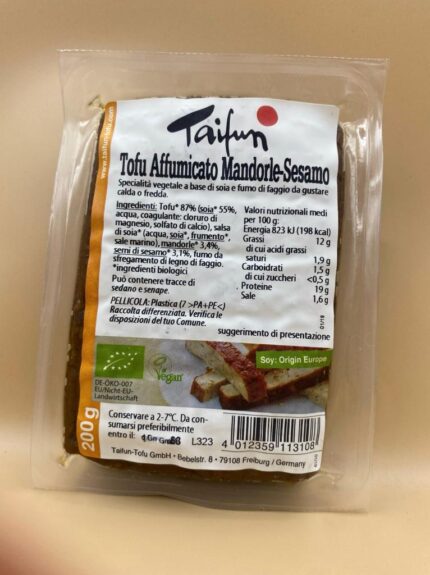 Taifun
www.taifun-tofu.com
Tofu Affumicato Mandorle-Sesamo
Specialità vegetale a base di soia e fumo di faggio da gustare
calda o fredda.
Ingredienti: Tofu* 87% (soia* 55%,
acqua, coagulante: cloruro di
magnesio, solfato di calcio), salsa
di soia* (acqua, soia*, frumento*,
sale marino), mandorle* 3,4%,
semi di sesamo* 3,1%, fumo da
sfregamento di legno di faggio.
*ingredienti biologici
Può contenere tracce di
sedano e senape.
PELLICOLA: Plastica (7 >PA+PE<)
Raccolta differenziata. Verifica le
disposizioni del tuo Comune.
Valori nutrizionali medi
per 100 g:
Energia 823 kJ (198 kcal)
Grassi 12 g
di cui acidi grassi
saturi 1,9 g
Carboidrati 1,5 g
di cui zuccheri <0,5 g
Proteine 19 g
Sale 1,6 g
suggerimento di presentazione
Soy: Origin Europe
Vegan
DE-ÖKO-007
EU/Nicht-EU-
Landwirtschaft
200g
Conservare a 2-7°C. Da con-
sumarsi preferibilmente
entro il:
L323
4 012359 113108
Taifun-Tofu GmbH • Bebelstr. 8 • 79108 Freiburg / Germany